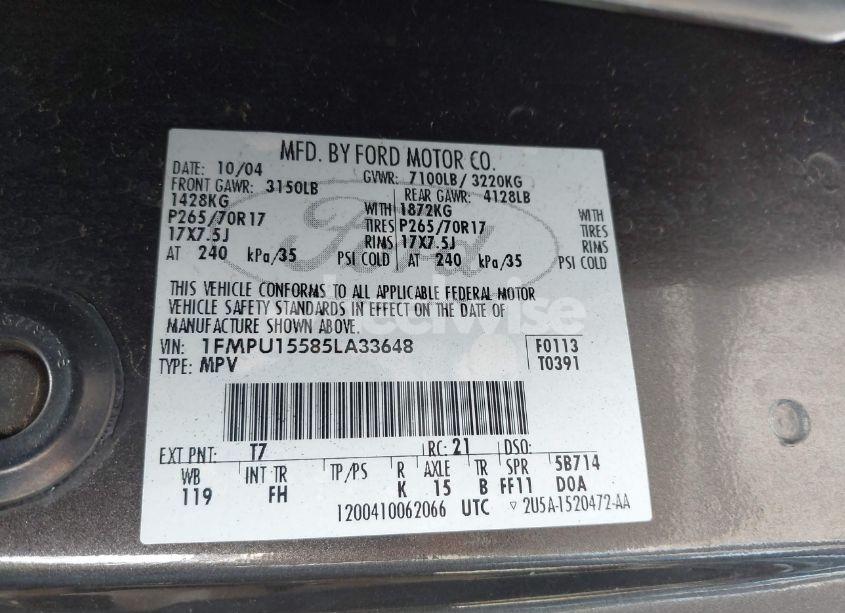 MFD. BY FORD MOTOR CO.
DATE: 10/04 GVWR: 7100LB / 3220KG
FRONT GAWR: 3150LB REAR GAWR: 4128LB
1428KG WITH 1872KG WITH
P265/70R17 TIRES P265/70R17 TIRES
17X7.5J RIMS 17X7.5J RIMS
AT 240 kPa/35 PSI COLD AT 240 kPa/35 PSI COLD
Ford
THIS VEHICLE CONFORMS TO ALL APPLICABLE FEDERAL MOTOR
VEHICLE SAFETY STANDARDS IN EFFECT ON THE DATE OF
MANUFACTURE SHOWN ABOVE.
VIN: 1FMPU15585LA33648 F0113
TYPE: MPV T0391
EXT PNT: T7 RC: 21 DSO:
WB INT TR TP/PS R AXLE TR SPR 5B714
119 FH K 15 B FF11 DOA
1200410062066 UTC ▽ 2U5A-1520472-AA